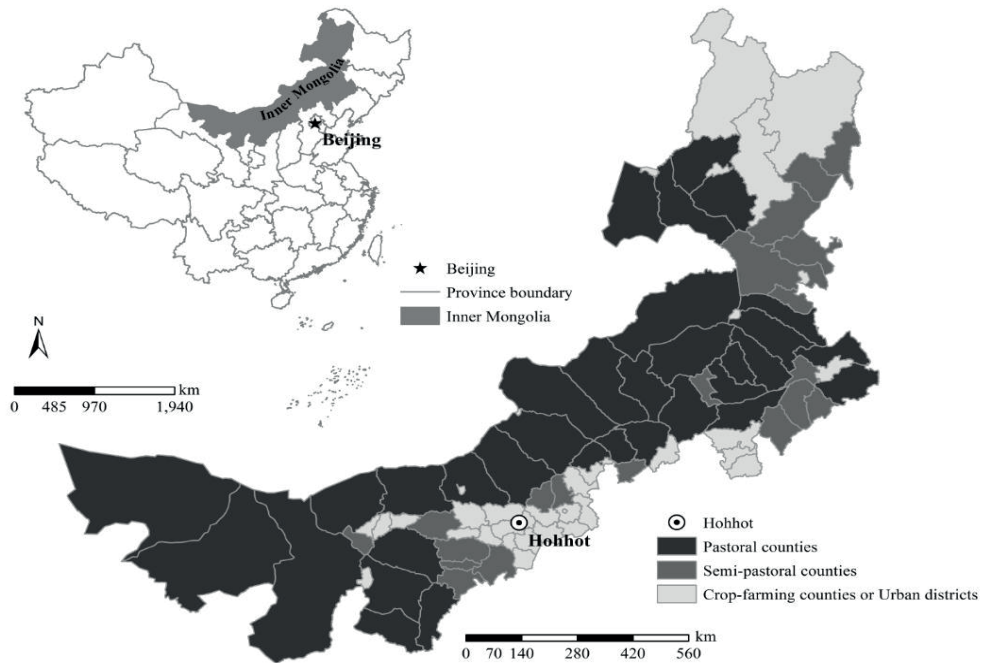 Inner Mongolia
Beijing
Beijing
Province boundary
Inner Mongolia
N
km
0 485 970 1,940
Hohhot
Hohhot
Pastoral counties
Semi-pastoral counties
Crop-farming counties or Urban districts
km
0 70 140 280 420 560